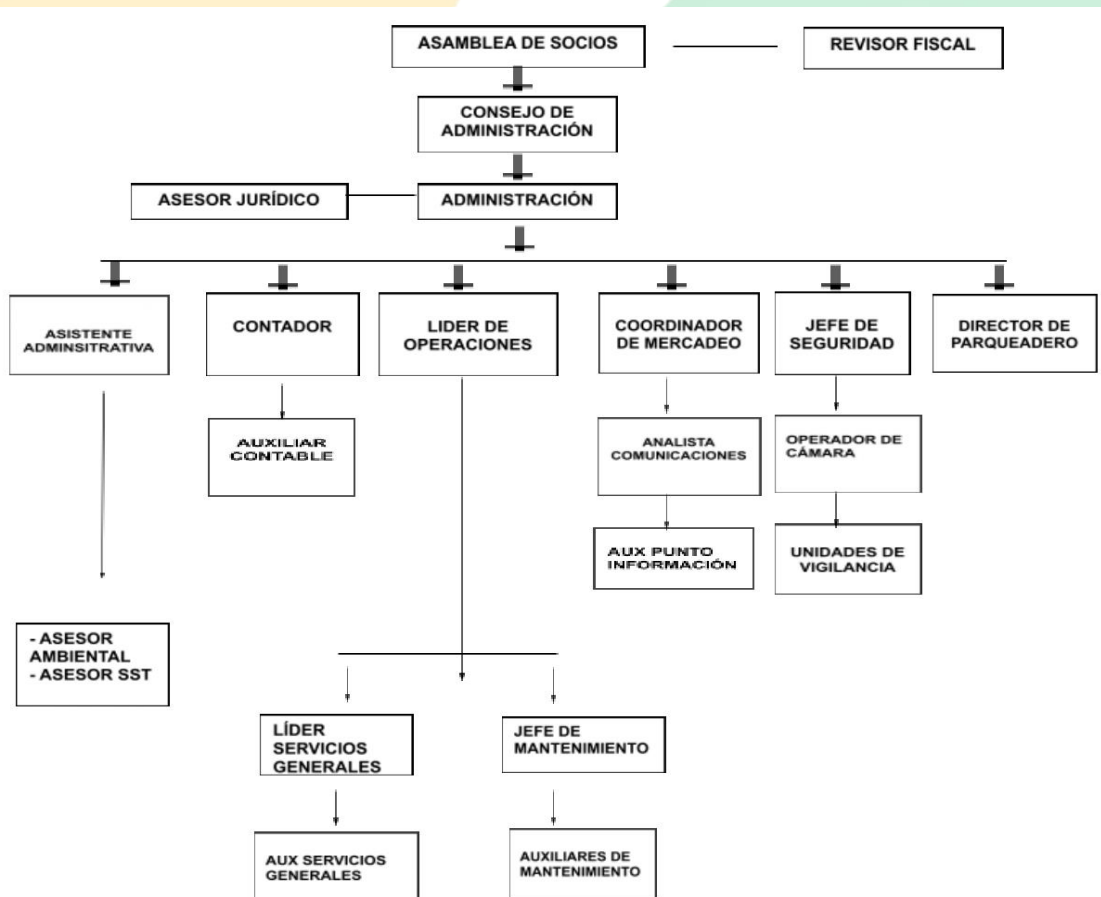 ASAMBLEA DE SOCIOS
REVISOR FISCAL
CONSEJO DE
ADMINISTRACIÓN
ASESOR JURÍDICO
ADMINISTRACIÓN
ASISTENTE
ADMINSITRATIVA
CONTADOR
LIDER DE
OPERACIONES
COORDINADOR
DE MERCADEO
JEFE DE
SEGURIDAD
DIRECTOR DE
PARQUEADERO
AUXILIAR
CONTABLE
ANALISTA
COMUNICACIONES
OPERADOR DE
CÁMARA
AUX PUNTO
INFORMACIÓN
UNIDADES DE
VIGILANCIA
- ASESOR
AMBIENTAL
- ASESOR SST
LÍDER
SERVICIOS
GENERALES
JEFE DE
MANTENIMIENTO
AUX SERVICIOS
GENERALES
AUXILIARES DE
MANTENIMIENTO